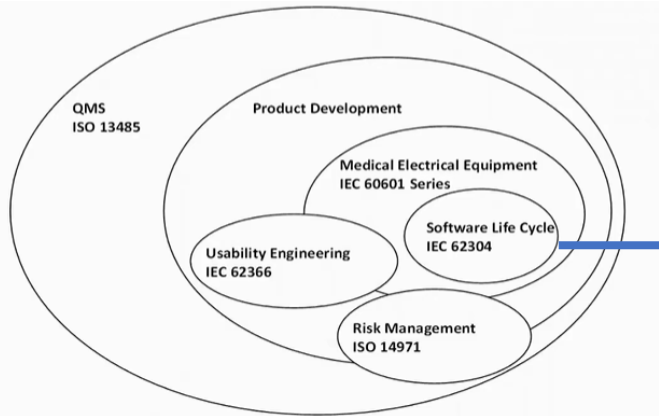 QMS
ISO 13485
Product Development
Medical Electrical Equipment
IEC 60601 Series
Software Life Cycle
IEC 62304
Usability Engineering
IEC 62366
Risk Management
ISO 14971